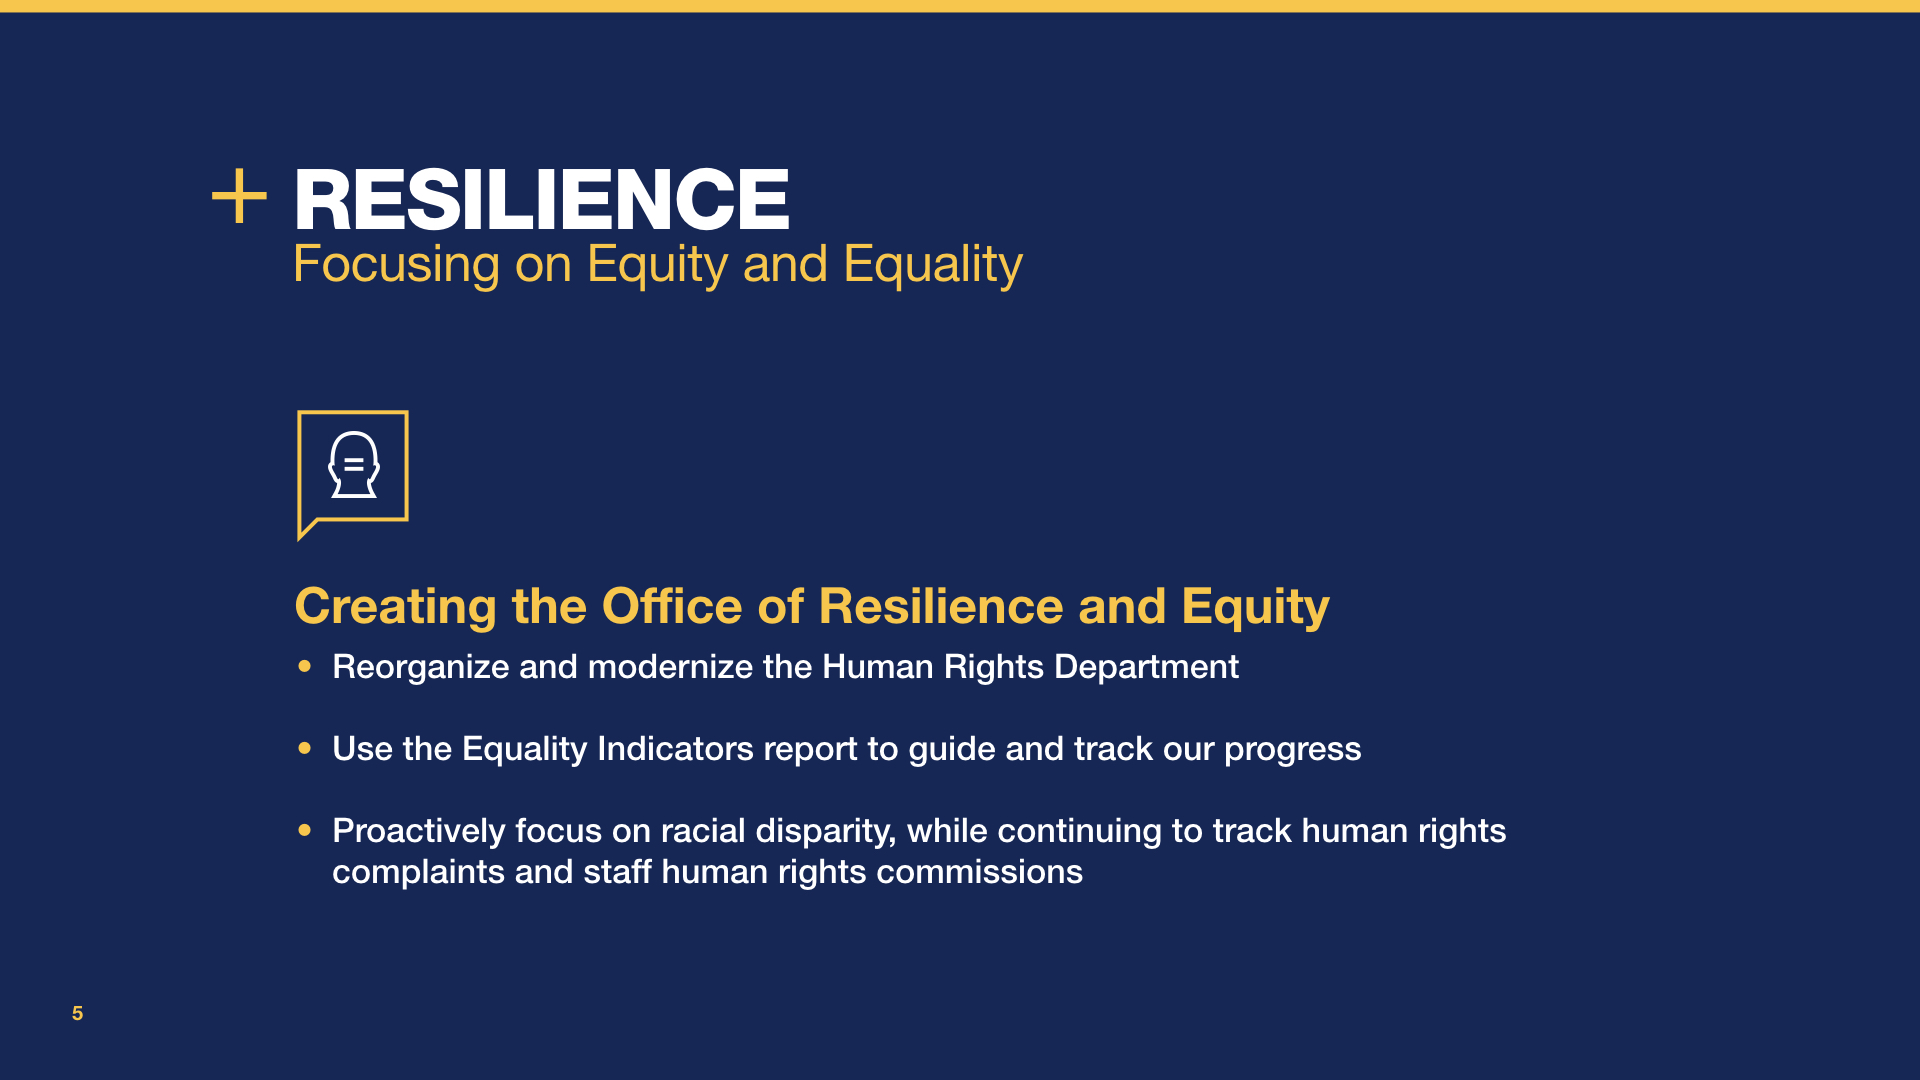 + RESILIENCE
Focusing on Equity and Equality
Creating the Office of Resilience and Equity
• Reorganize and modernize the Human Rights Department
• Use the Equality Indicators report to guide and track our progress
• Proactively focus on racial disparity, while continuing to track human rights
complaints and staff human rights commissions
5